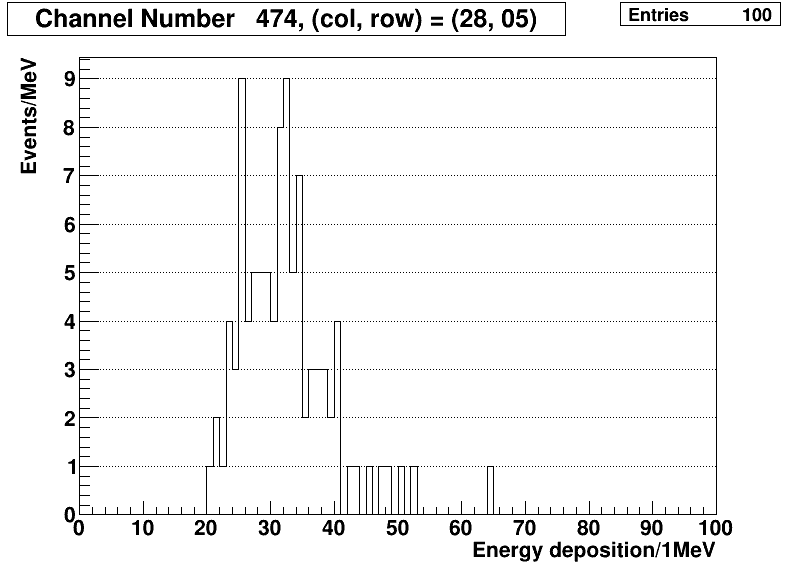 Channel Number 474, (col, row) = (28, 05)
Entries 100
Events/MeV
9
8
7
6
5
4
3
2
1
0
0 10 20 30 40 50 60 70 80 90 100
Energy deposition/1MeV